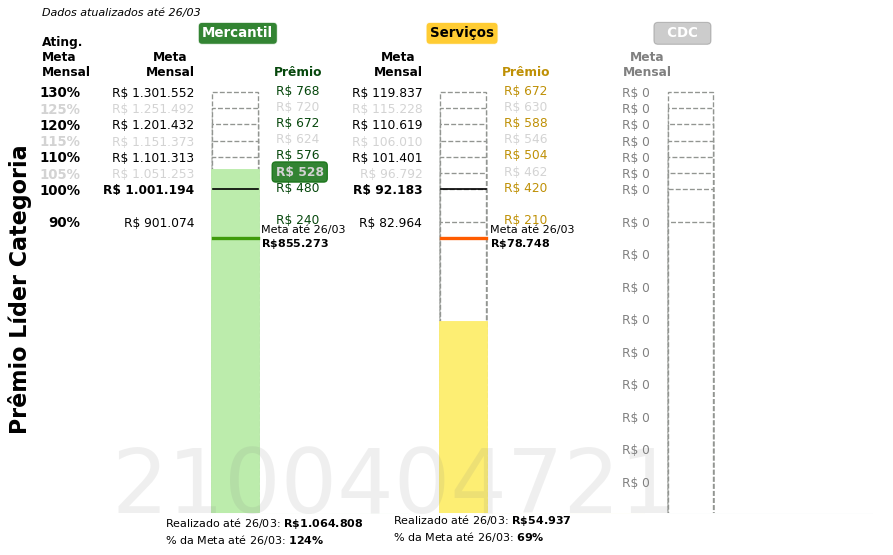 Dados atualizados até 26/03
Mercantil Serviços CDC
Ating.
Meta Meta Meta Meta
Mensal Mensal Prêmio Mensal Prêmio Mensal
130% R$ 1.301.552 R$ 768 R$ 119.837 R$ 672 R$ 0
125% R$ 1.251.492 R$ 720 R$ 115.228 R$ 630 R$ 0
120% R$ 1.201.432 R$ 672 R$ 110.619 R$ 588 R$ 0
115% R$ 1.151.373 R$ 624 R$ 106.010 R$ 546 R$ 0
110% R$ 1.101.313 R$ 576 R$ 101.401 R$ 504 R$ 0
105% R$ 1.051.253 R$ 528 R$ 96.792 R$ 462 R$ 0
100% R$ 1.001.194 R$ 480 R$ 92.183 R$ 420 R$ 0
90% R$ 901.074 R$ 240 R$ 82.964 R$ 210 R$ 0
Meta até 26/03 Meta até 26/03
R$855.273 R$78.748
R$ 0
R$ 0
R$ 0
R$ 0
R$ 0
R$ 0
R$ 0
R$ 0
Prêmio Líder Categoria
2100404721
Realizado até 26/03: R$1.064.808 Realizado até 26/03: R$54.937
% da Meta até 26/03: 124% % da Meta até 26/03: 69%